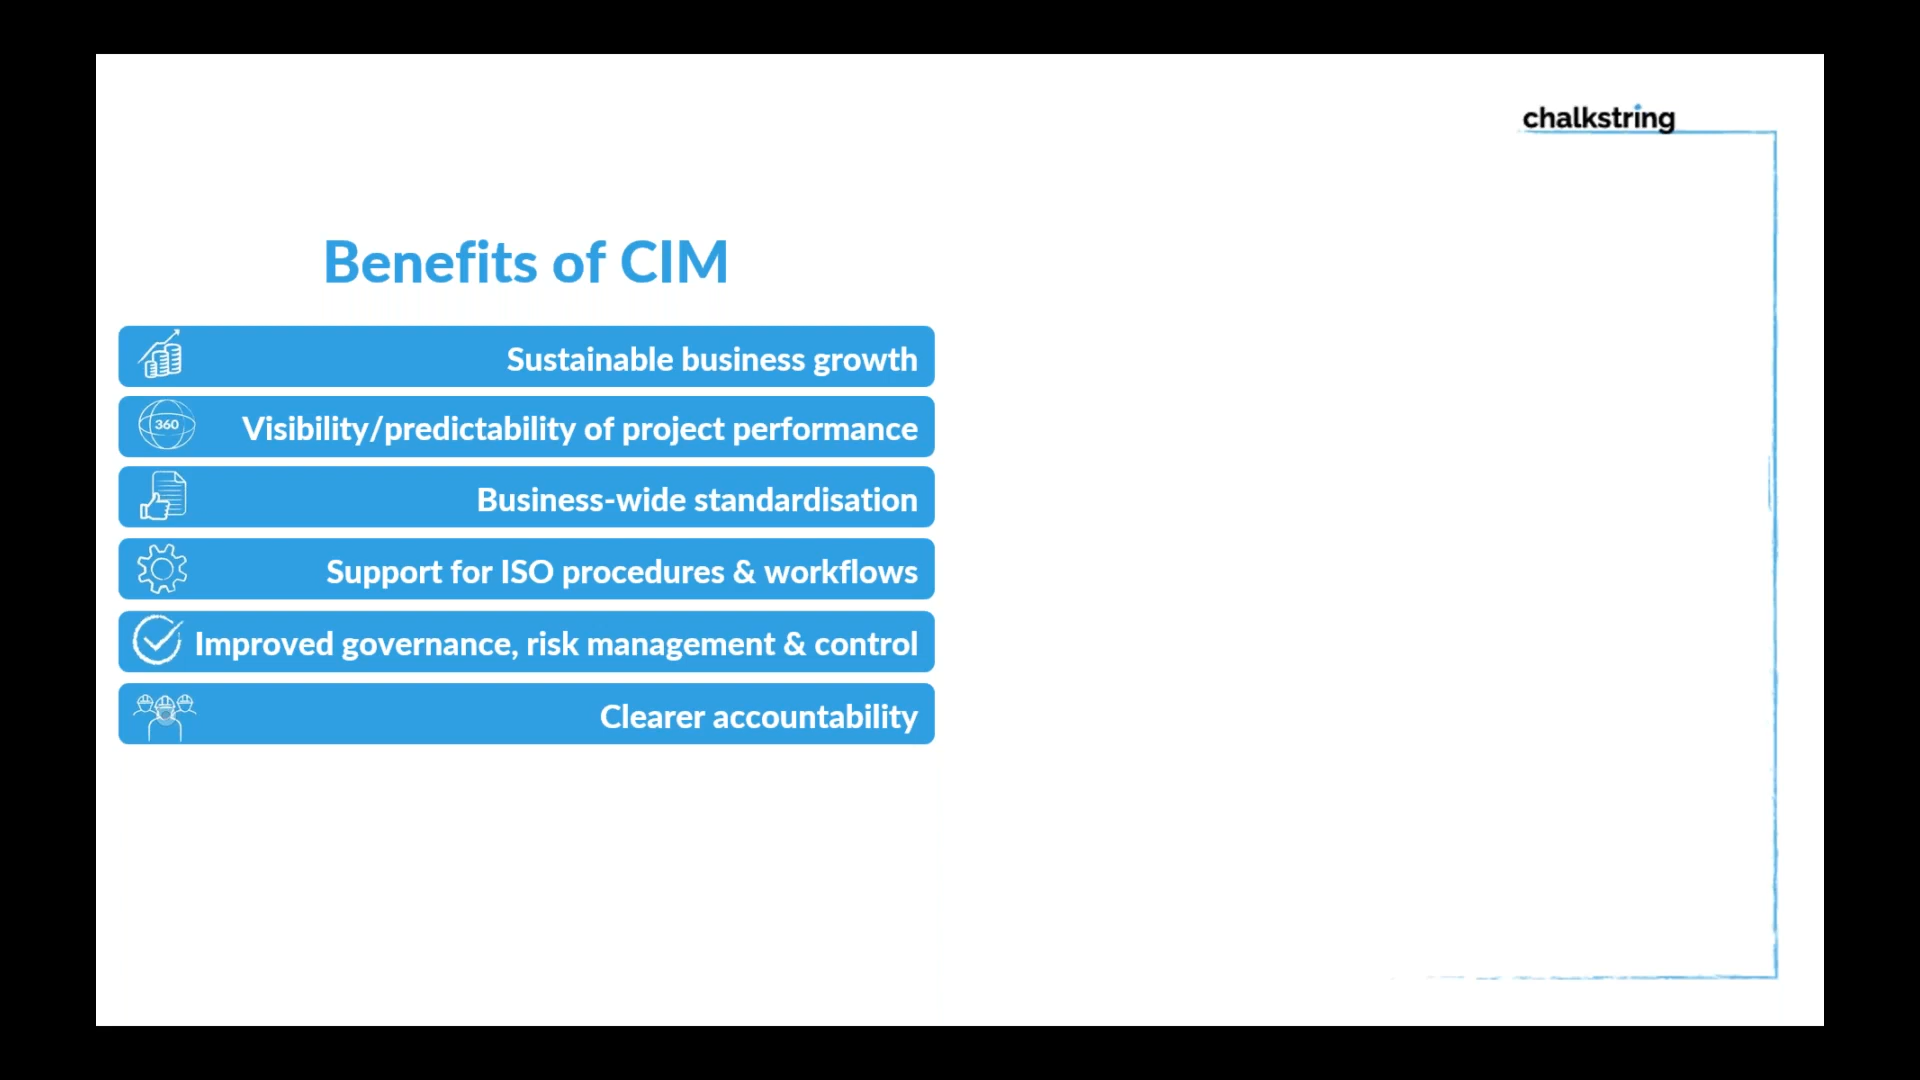 chalkstring
Benefits of CIM
Sustainable business growth
360
Visibility/predictability of project performance
Business-wide standardisation
Support for ISO procedures & workflows
Improved governance, risk management & control
Clearer accountability